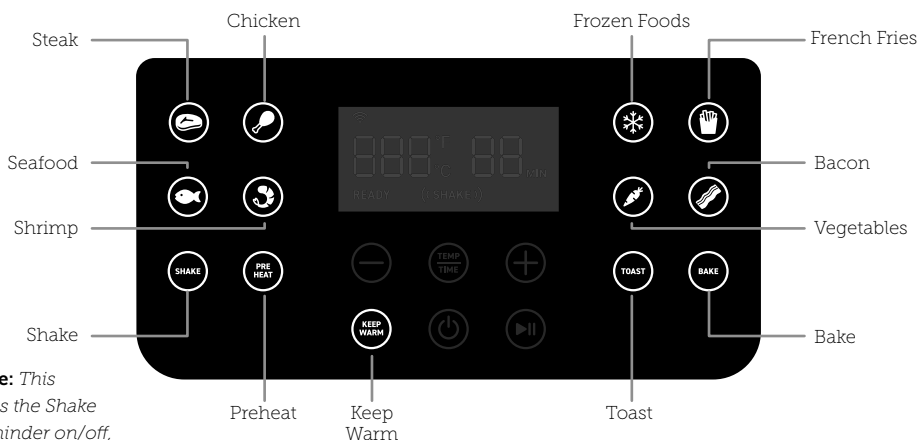 Chicken
Frozen Foods
Steak
French Fries
F
888 C 88 MIN
READY (( SHAKE ))
Seafood
Bacon
Shrimp
Vegetables
TEMP
TIME
SHAKE
PRE
HEAT
TOAST
BAKE
KEEP
WARM
Shake
Bake
e: This
s the Shake
inder on/off,
Preheat
Keep
Warm
Toast